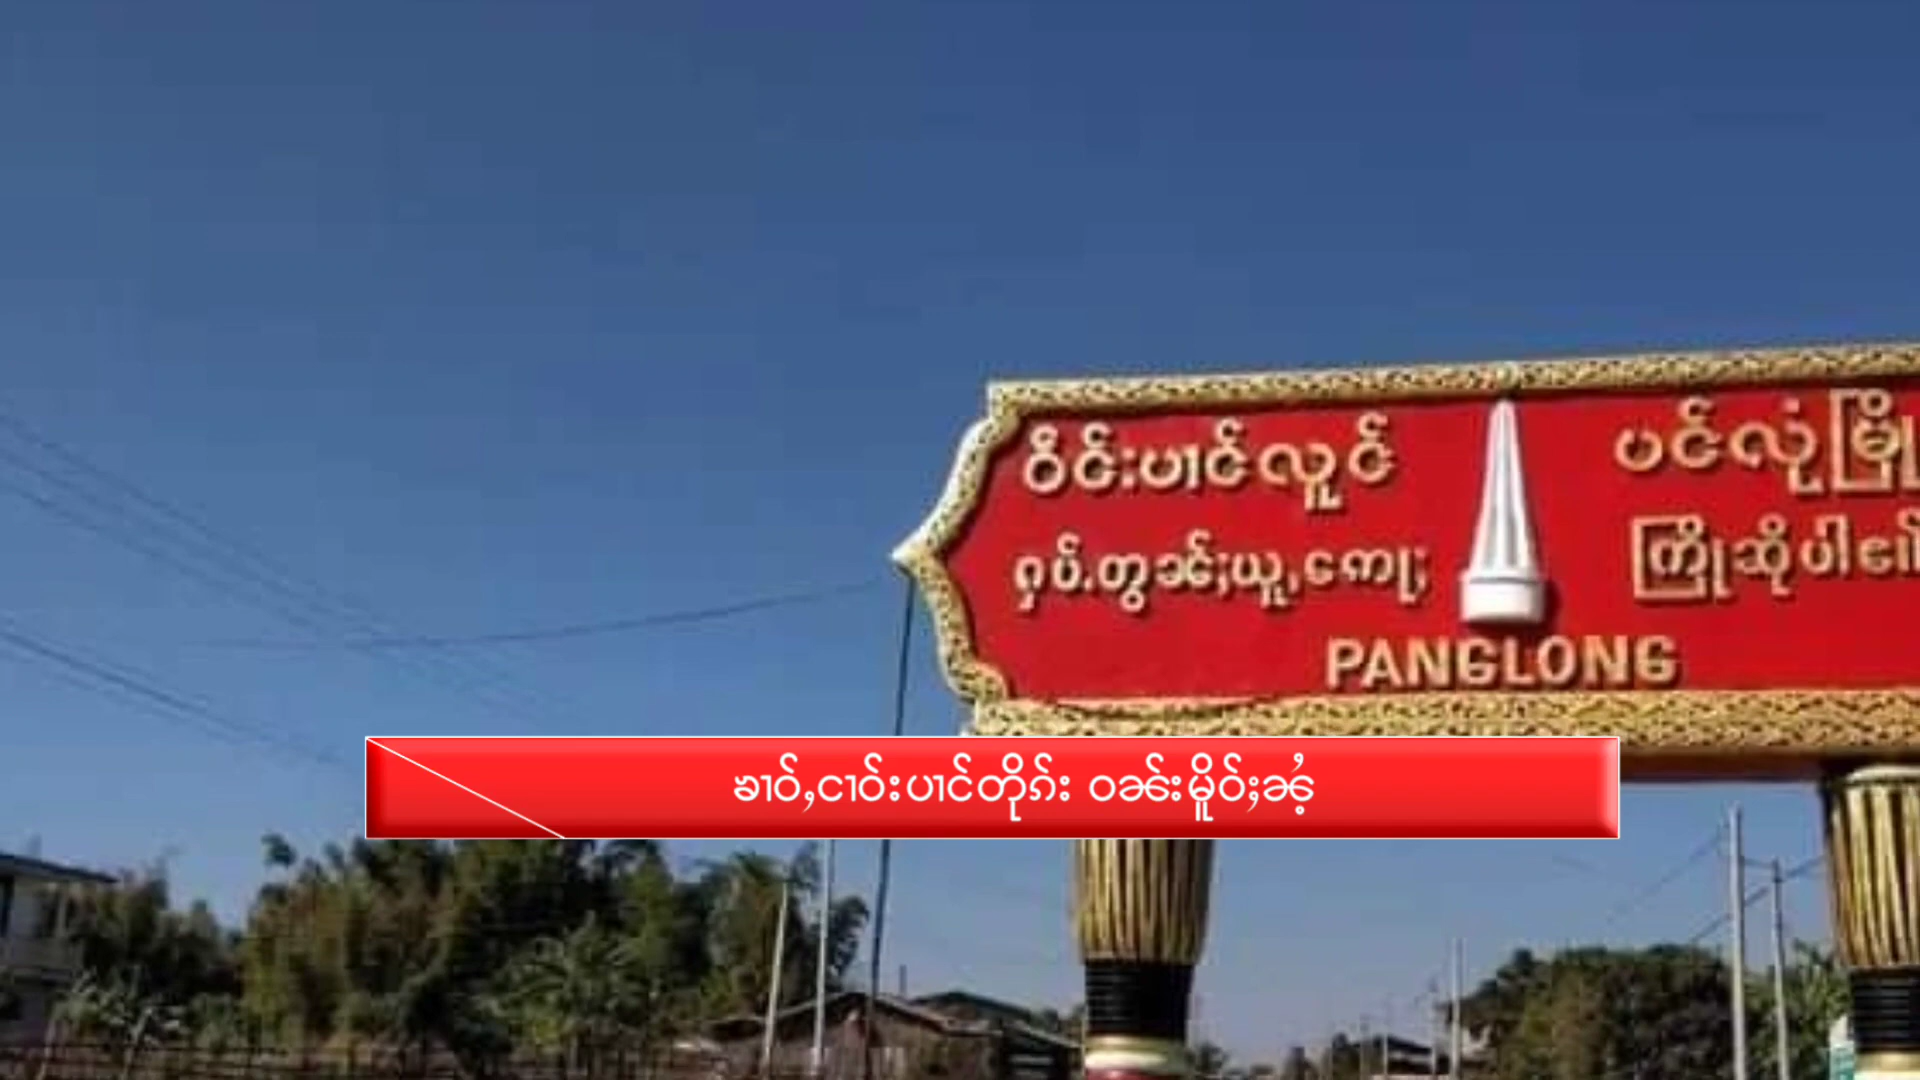 ဝဵင်းပၢင်လူင်
ႁပ်ႉတွၼ်ႈယူႇၶေႃႈ
ပင်လုံမြို့
ကြိုဆိုပါ၏
PANGLONG
ၶၢဝ်ႇငၢဝ်းပၢင်တိုၵ်း ဝၼ်းမိူဝ်ႈၼႆႉ